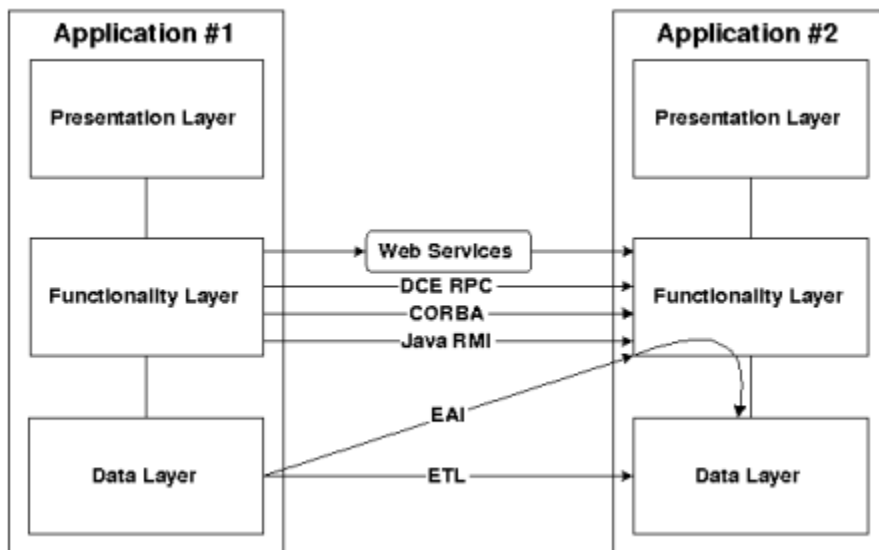 Application #1
Application #2
Presentation Layer
Presentation Layer
Web Services
Functionality Layer
DCE RPC
CORBA
Java RMI
Functionality Layer
EAI
Data Layer
ETL
Data Layer